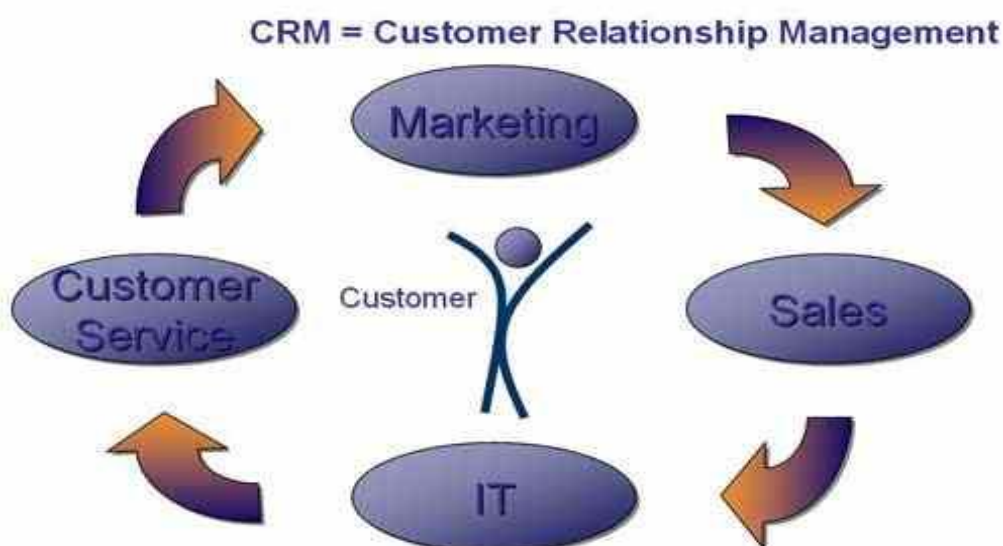 CRM = Customer Relationship Management
Marketing
Customer
Service
Customer
Sales
IT